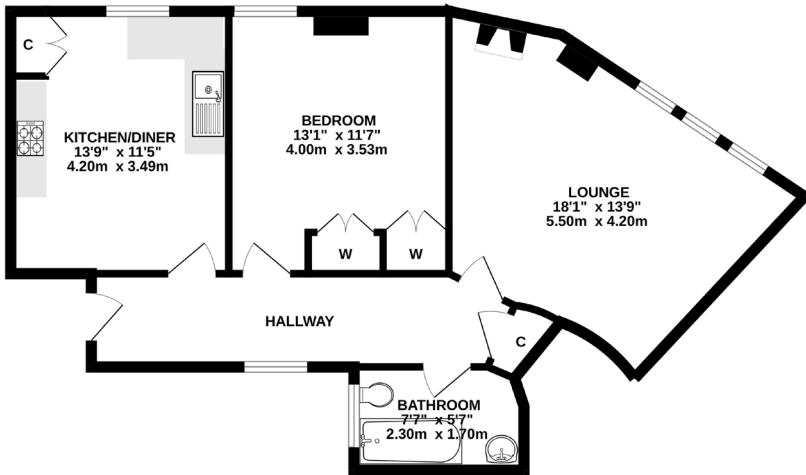 C
KITCHEN/DINER
13'9" x 11'5"
4.20m x 3.49m
BEDROOM
13'1" x 11'7"
4.00m x 3.53m
W
W
LOUNGE
18'1" x 13'9"
5.50m x 4.20m
HALLWAY
C
BATHROOM
7'7" x 5'7"
2.30m x 1.70m